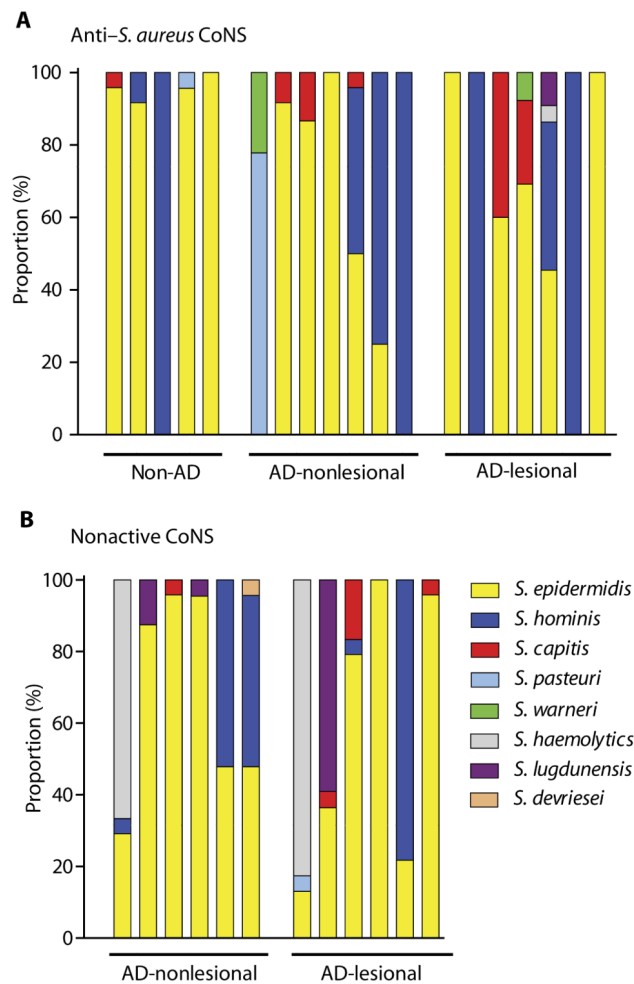 A
Anti–S. aureus CoNS
100
80
60
40
20
0
Proportion (%)
Non-AD
AD-nonlesional
AD-lesional
B
Nonactive CoNS
100
80
60
40
20
0
Proportion (%)
AD-nonlesional
AD-lesional
S. epidermidis
S. hominis
S. capitis
S. pasteuri
S. warneri
S. haemolytics
S. lugdunensis
S. devriesei